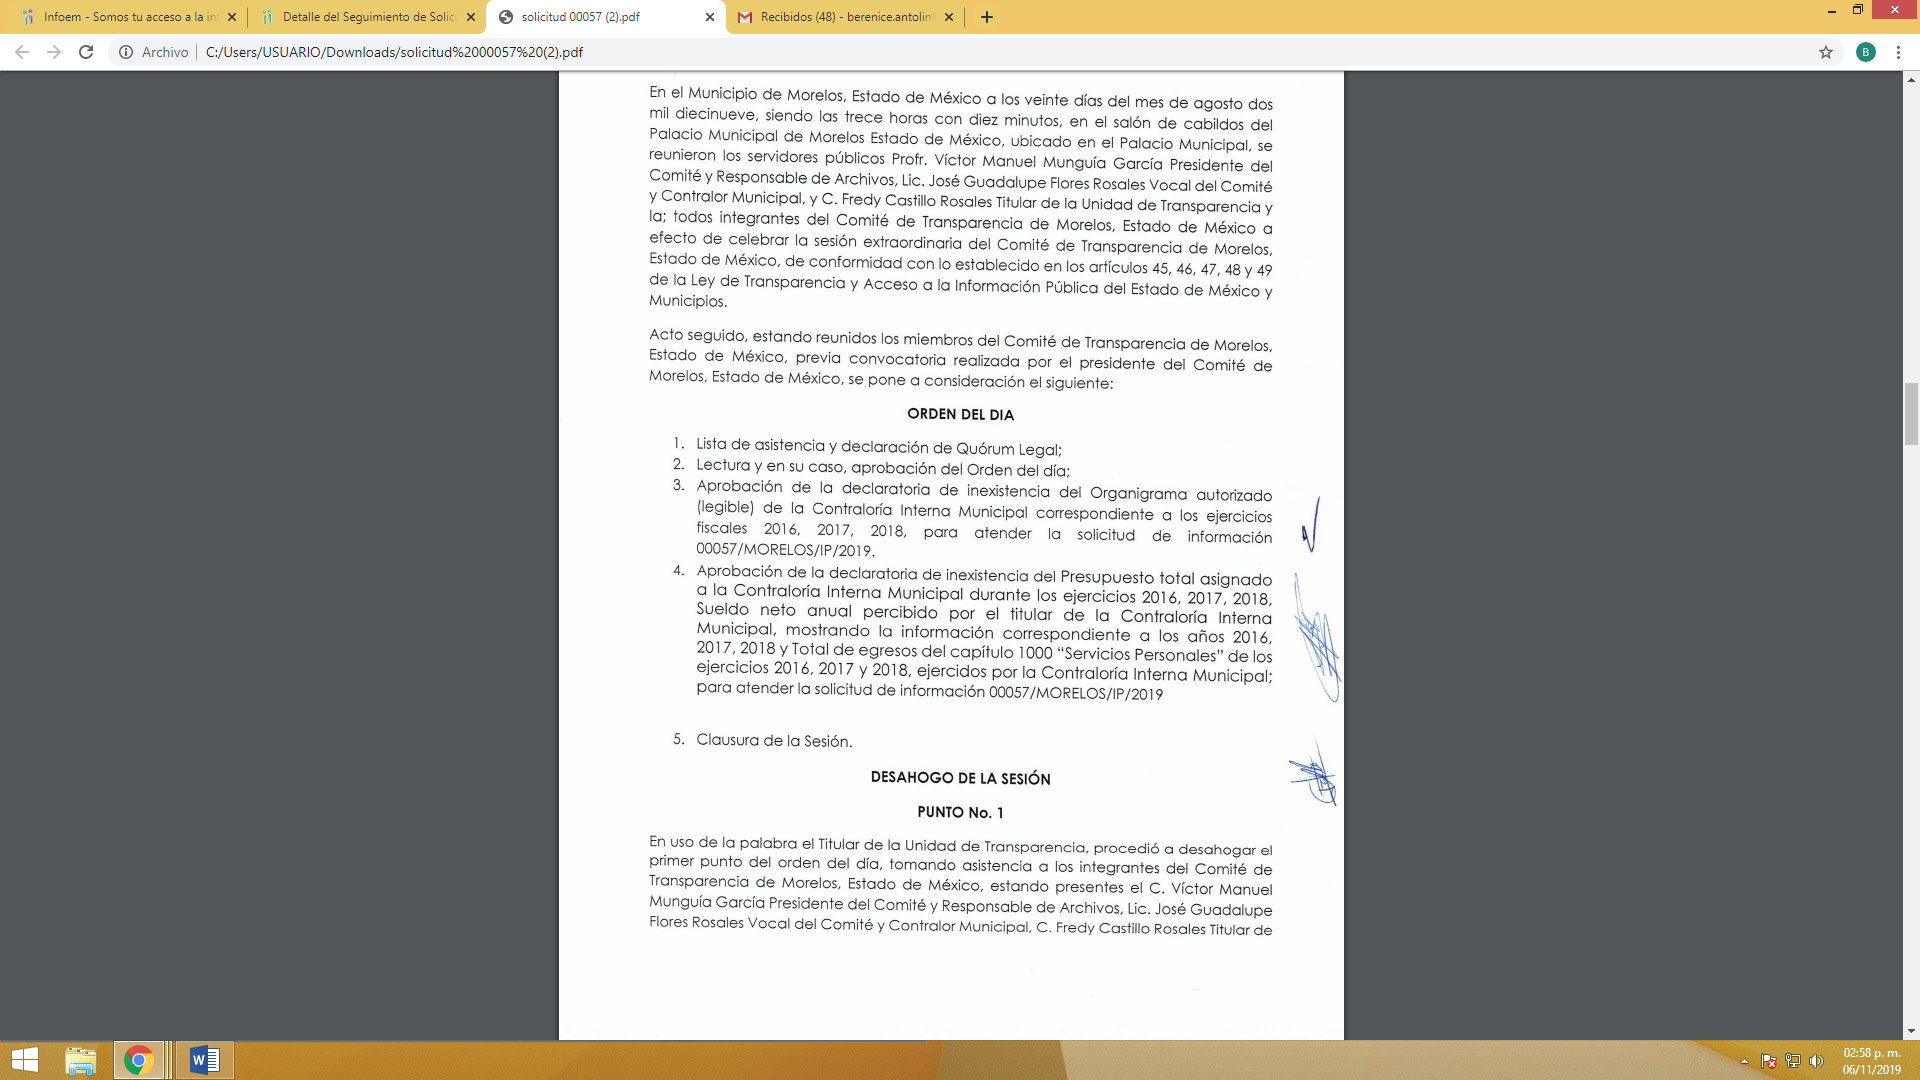 Infoem - Somos tu acceso a la in
Detalle del Seguimiento de Solic
solicitud 00057 (2).pdf
Recibidos (48) - berenice.antolin
Archivo
C:/Users/USUARIO/Downloads/solicitud%2000057%20(2).pdf
B
En el Municipio de Morelos, Estado de México a los veinte días del mes de agosto dos
mil diecinueve, siendo las trece horas con diez minutos, en el salón de cabildos del
Palacio Municipal de Morelos Estado de México, ubicado en el Palacio Municipal, se
reunieron los servidores públicos Profr. Víctor Manuel Munguía García Presidente del
Comité y Responsable de Archivos, Lic. José Guadalupe Flores Rosales Vocal del Comité
y Contralor Municipal, y C. Fredy Castillo Rosales Titular de la Unidad de Transparencia y
la; todos integrantes del Comité de Transparencia de Morelos, Estado de México a
efecto de celebrar la sesión extraordinaria del Comité de Transparencia de Morelos,
Estado de México, de conformidad con lo establecido en los artículos 45, 46, 47, 48 y 49
de la Ley de Transparencia y Acceso a la Información Pública del Estado de México y
Municipios.
Acto seguido, estando reunidos los miembros del Comité de Transparencia de Morelos,
Estado de México, previa convocatoria realizada por el presidente del Comité de
Morelos, Estado de México, se pone a consideración el siguiente:
ORDEN DEL DIA
1. Lista de asistencia y declaración de Quórum Legal;
2. Lectura y en su caso, aprobación del Orden del día;
3. Aprobación de la declaratoria de inexistencia del Organigrama autorizado
(legible) de la Contraloría Interna Municipal correspondiente a los ejercicios
fiscales 2016, 2017, 2018, para atender la solicitud de información
00057/MORELOS/IP/2019.
4. Aprobación de la declaratoria de inexistencia del Presupuesto total asignado
a la Contraloría Interna Municipal durante los ejercicios 2016, 2017, 2018,
Sueldo neto anual percibido por el titular de la Contraloría Interna
Municipal, mostrando la información correspondiente a los años 2016,
2017, 2018 y Total de egresos del capítulo 1000 “Servicios Personales” de los
ejercicios 2016, 2017 y 2018, ejercidos por la Contraloría Interna Municipal;
para atender la solicitud de información 00057/MORELOS/IP/2019
5. Clausura de la Sesión.
DESAHOGO DE LA SESIÓN
PUNTO No. 1
En uso de la palabra el Titular de la Unidad de Transparencia, procedió a desahogar el
primer punto del orden del día, tomando asistencia a los integrantes del Comité de
Transparencia de Morelos, Estado de México, estando presentes el C. Víctor Manuel
Munguía García Presidente del Comité y Responsable de Archivos, Lic. José Guadalupe
Flores Rosales Vocal del Comité y Contralor Municipal, C. Fredy Castillo Rosales Titular de
02:58 p. m.
06/11/2019